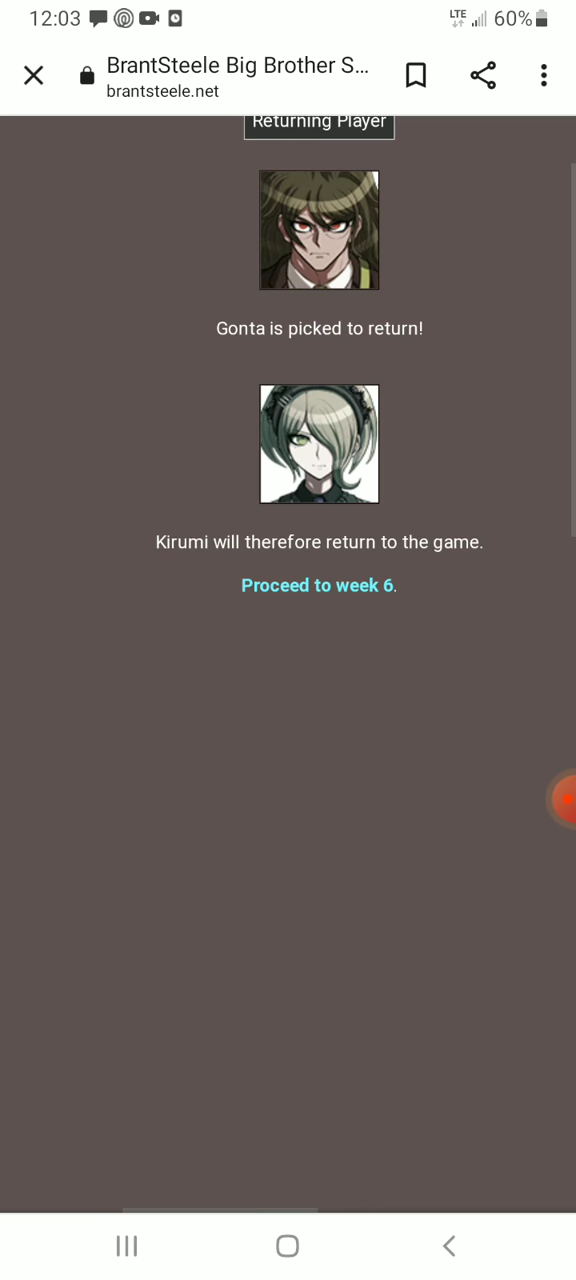 12:03
LTE
60%
BrantSteele Big Brother S...
brantsteele.net
Returning Player
Gonta is picked to return!
Kirumi will therefore return to the game.
Proceed to week 6.